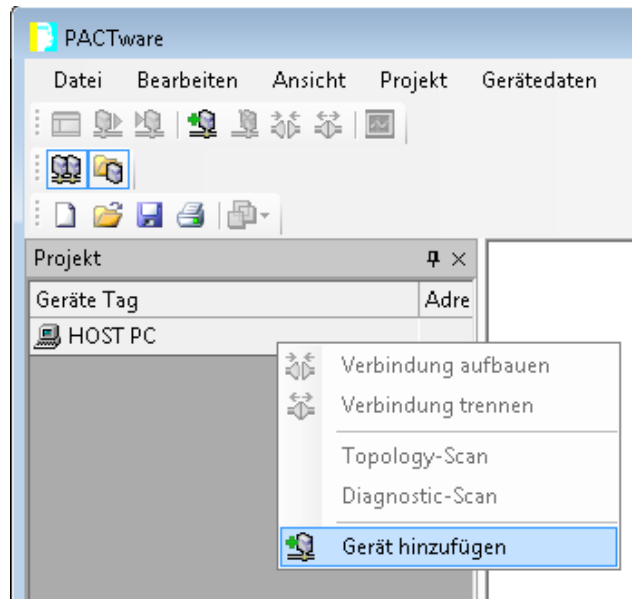 PACTware
Datei Bearbeiten Ansicht Projekt Gerätedaten
Projekt
Geräte Tag Adre
HOST PC
Verbindung aufbauen
Verbindung trennen
Topology-Scan
Diagnostic-Scan
Gerät hinzufügen